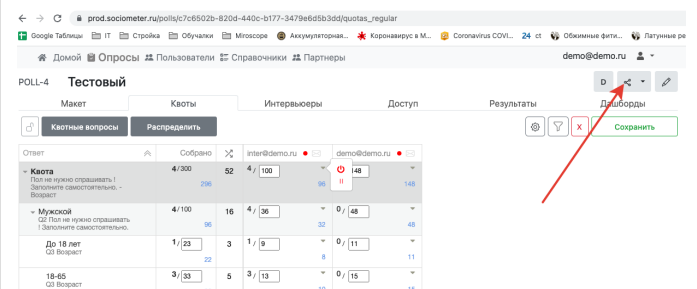 prod.sociometer.ru/polls/c7c6502b-820d-440c-b177-3479e6d5b3dd/quotas_regular
Google Таблицы IT Стройка Обучалки Miroscope Аккумуляторная... Коронавирус в М... Coronavirus COVI... 24 ct Обжимные фити... Латунные ре
Домой Опросы Пользователи Справочники Партнеры demo@demo.ru
POLL-4 Тестовый D
Макет Квоты Интервьюеры Доступ Результаты Дашборды
Квотные вопросы Распределить X Сохранить
Ответ Собрано inter@demo.ru demo@demo.ru
Квота 4/300 52 4/ 100 148
Пол не нужно спрашивать !
Заполните самостоятельно. - 296 96 148
Возраст
Мужской 4/100 16 4/ 36 0/ 48
Q2 Пол не нужно спрашивать
! Заполните самостоятельно. 96 32 48
До 18 лет 1/ 23 3 1/ 9 0/ 11
Q3 Возраст 22 8 11
18-65 3/ 33 5 3/ 13 0/ 15
Q3 Возраст